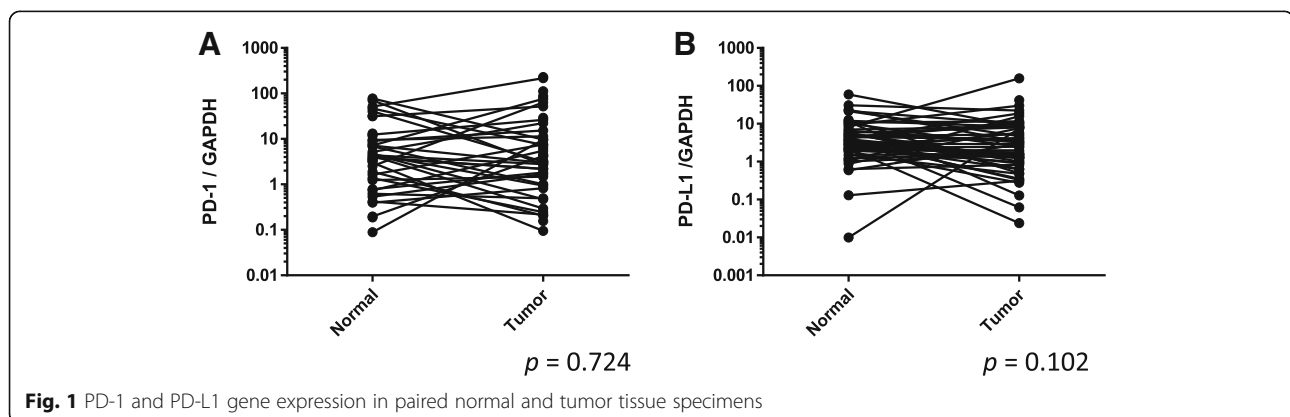 A
B
PD-1 / GAPDH
1000
100
10
1
0.1
0.01
Normal
Tumor
p = 0.724
PD-L1 /GAPDH
1000
100
10
1
0.1
0.01
0.001
Normal
Tumor
p = 0.102
Fig. 1 PD-1 and PD-L1 gene expression in paired normal and tumor tissue specimens